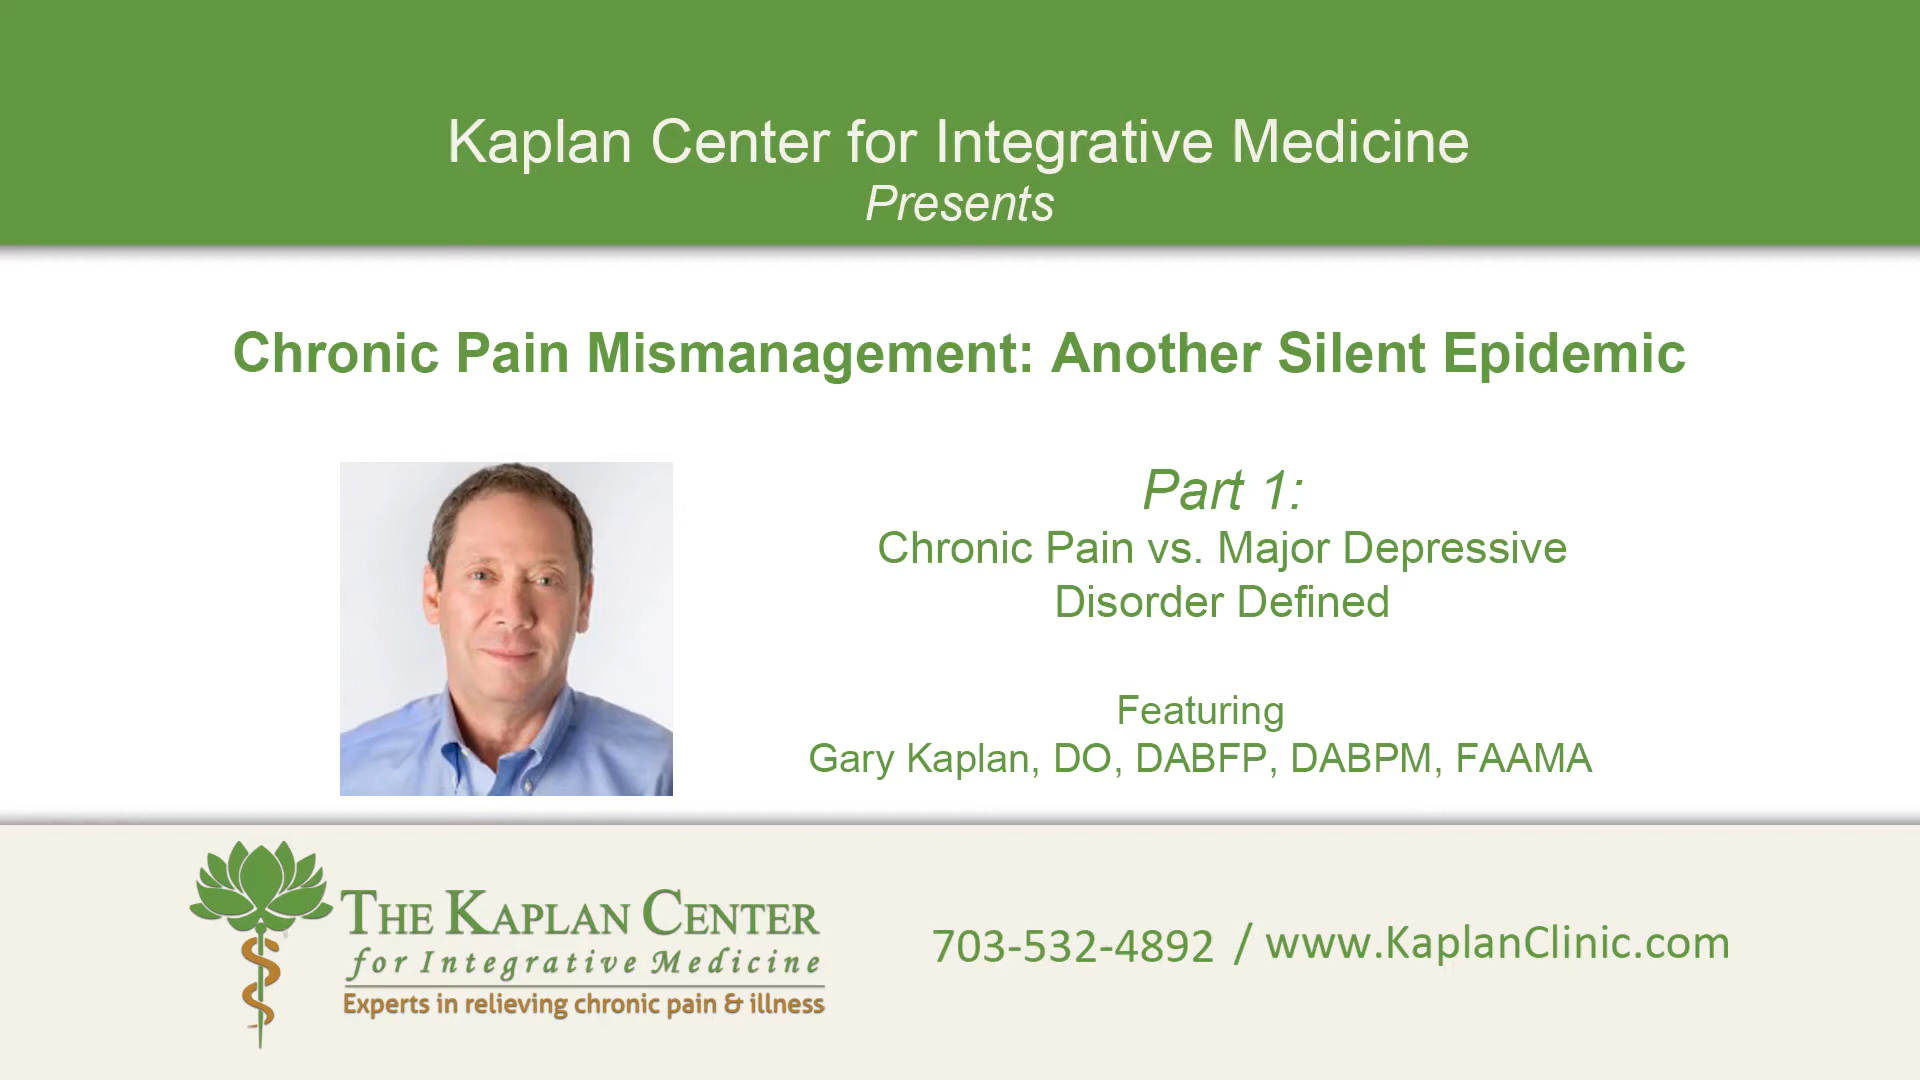 Kaplan Center for Integrative Medicine
Presents
Chronic Pain Mismanagement: Another Silent Epidemic
Part 1:
Chronic Pain vs. Major Depressive
Disorder Defined
Featuring
Gary Kaplan, DO, DABFP, DABPM, FAAMA
THE KAPLAN CENTER
for Integrative Medicine
Experts in relieving chronic pain & illness
703-532-4892 / www.KaplanClinic.com